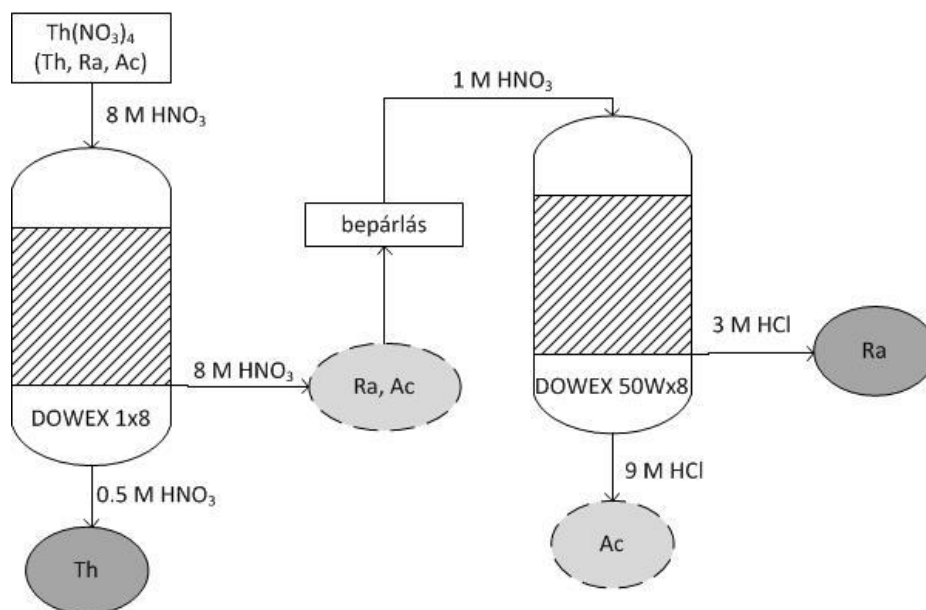 Th(NO₃)₄
(Th, Ra, Ac)
8 M HNO₃
DOWEX 1x8
0.5 M HNO₃
Th
8 M HNO₃
Ra, Ac
bepárlás
1 M HNO₃
DOWEX 50Wx8
3 M HCl
Ra
9 M HCl
Ac